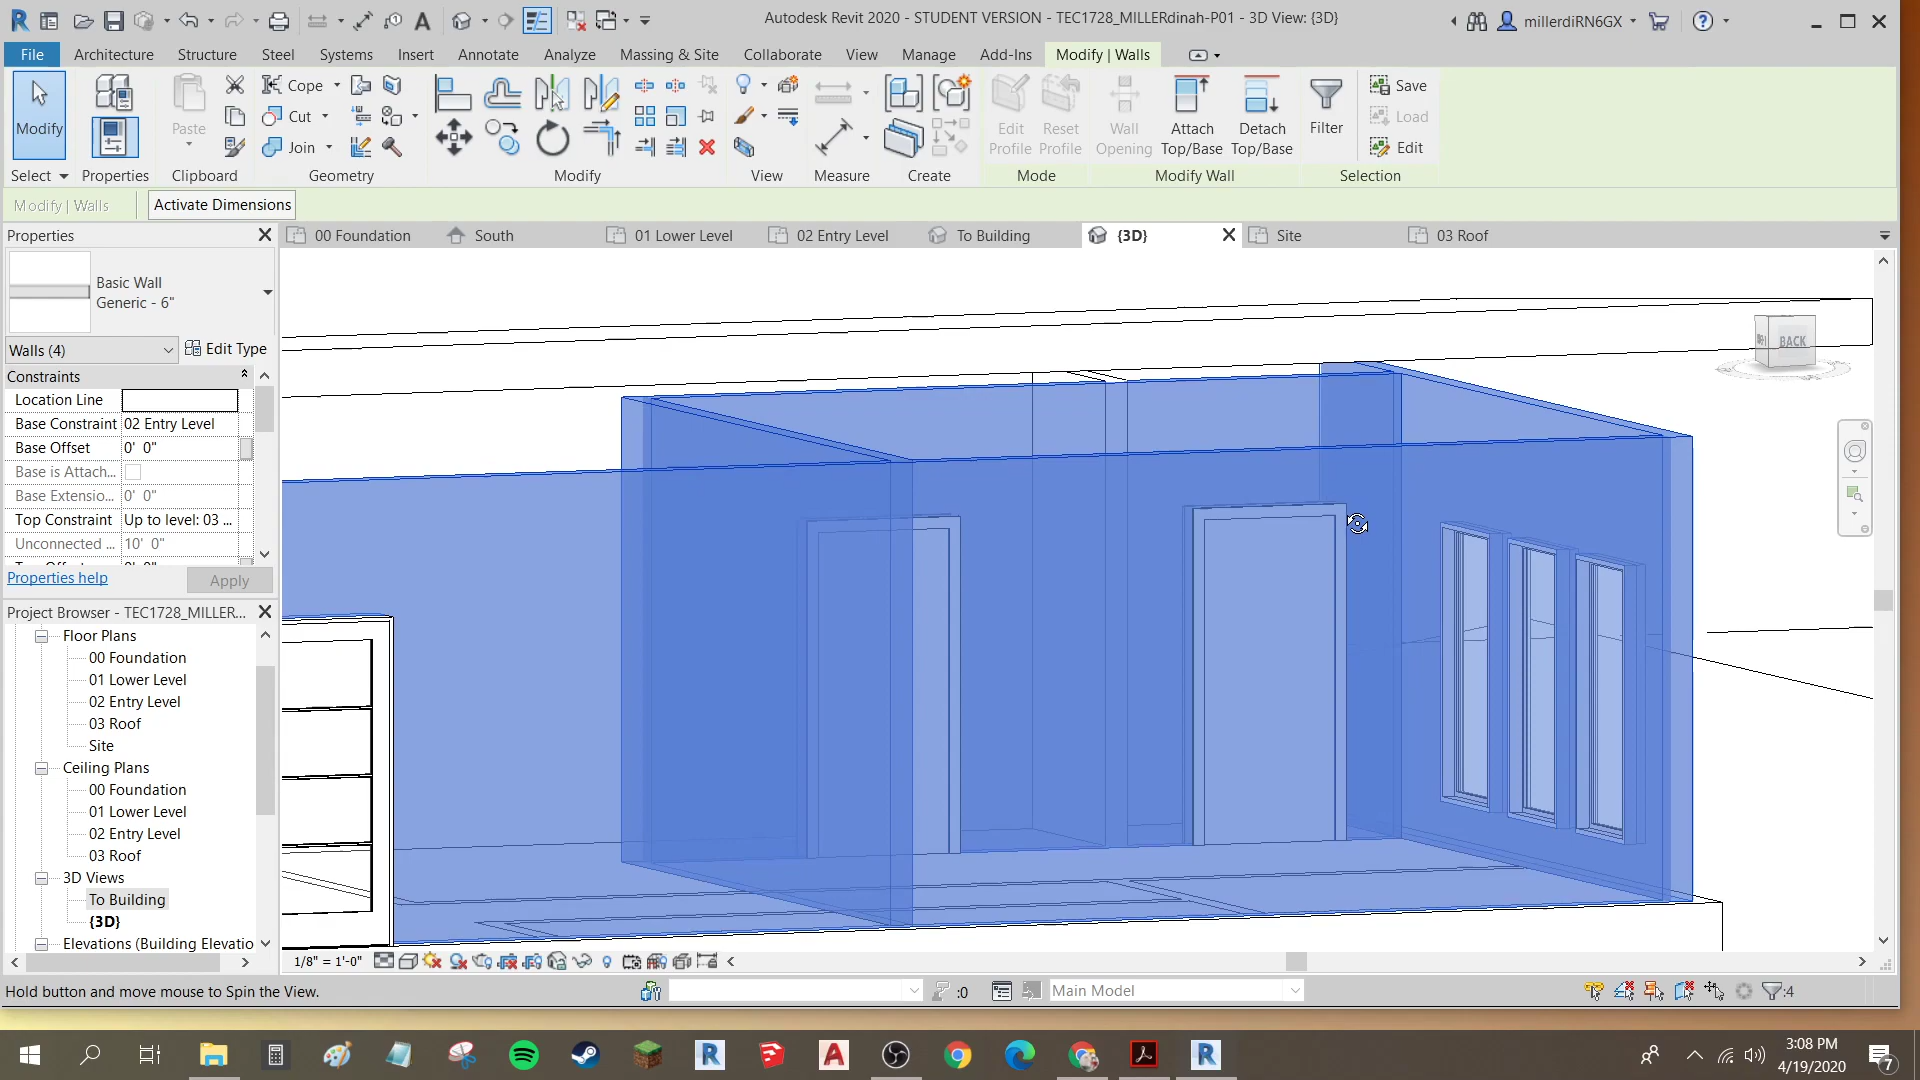 Autodesk Revit 2020 - STUDENT VERSION - TEC1728_MILLERdinah-P01 - 3D View: {3D}
millerdiRN6GX
File Architecture Structure Steel Systems Insert Annotate Analyze Massing & Site Collaborate View Manage Add-Ins Modify | Walls
Modify
Select
Properties
Paste
Clipboard
Cope
Cut
Join
Geometry
Modify
View
Measure
Create
Edit Profile
Reset Profile
Mode
Wall Opening
Attach Top/Base
Detach Top/Base
Modify Wall
Filter
Save
Load
Edit
Selection
Modify | Walls
Activate Dimensions
Properties
00 Foundation
South
01 Lower Level
02 Entry Level
To Building
{3D}
Site
03 Roof
Basic Wall
Generic - 6"
Walls (4)
Edit Type
Constraints
Location Line
Base Constraint 02 Entry Level
Base Offset 0' 0"
Base is Attach...
Base Extensio... 0' 0"
Top Constraint Up to level: 03 ...
Unconnected ... 10' 0"
Properties help
Apply
Project Browser - TEC1728_MILLER...
Floor Plans
00 Foundation
01 Lower Level
02 Entry Level
03 Roof
Site
Ceiling Plans
00 Foundation
01 Lower Level
02 Entry Level
03 Roof
3D Views
To Building
{3D}
Elevations (Building Elevatio
BACK
1/8" = 1'-0"
Hold button and move mouse to Spin the View.
:0
Main Model
:4
3:08 PM
4/19/2020
7